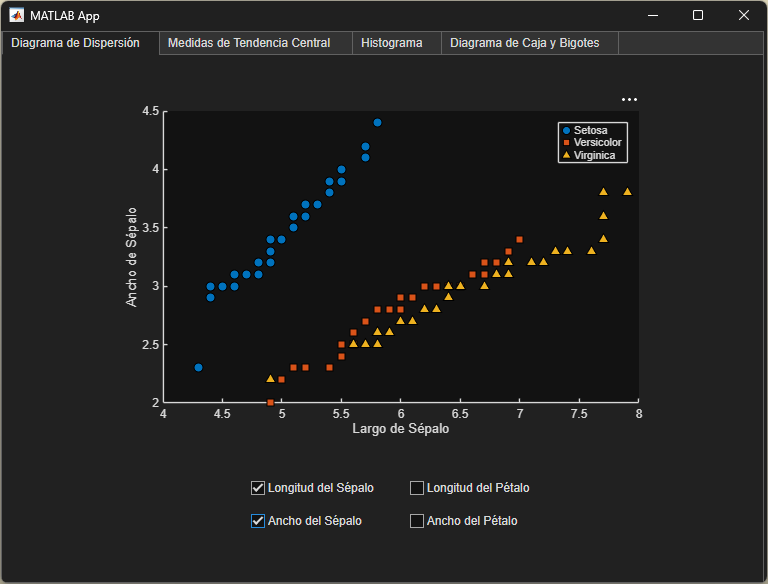 MATLAB App
Diagrama de Dispersión Medidas de Tendencia Central Histograma Diagrama de Caja y Bigotes
4.5
4
3.5
3
2.5
2
Ancho de Sépalo
Setosa
Versicolor
Virginica
4 4.5 5 5.5 6 6.5 7 7.5 8
Largo de Sépalo
Longitud del Sépalo Longitud del Pétalo
Ancho del Sépalo Ancho del Pétalo